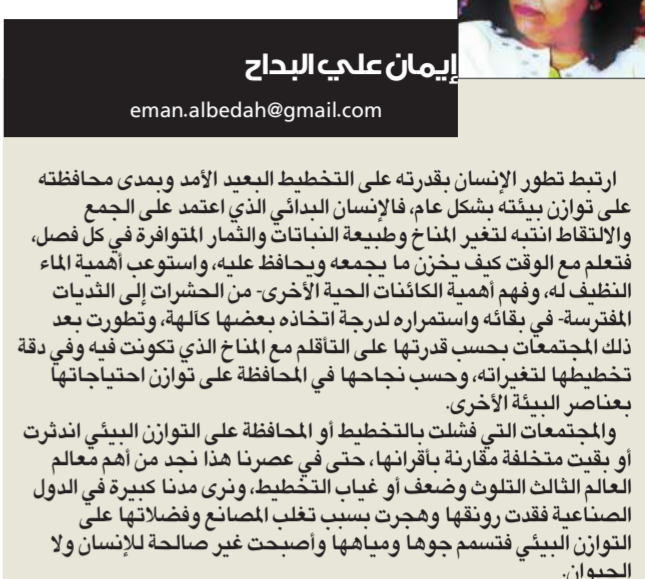 إيمان علي البداح
eman.albedah@gmail.com
ارتبط تطور الإنسان بقدرته على التخطيط البعيد الأمد وبمدى محافظته
على توازن بيئته بشكل عام، فالإنسان البدائي الذي اعتمد على الجمع
والالتقاط انتبه لتغير المناخ وطبيعة النباتات والثمار المتوافرة في كل فصل،
فتعلم مع الوقت كيف يخزن ما يجمعه ويحافظ عليه، واستوعب أهمية الماء
النظيف له، وفهم أهمية الكائنات الحية الأخرى- من الحشرات إلى الثديات
المفترسة- في بقائه واستمراره لدرجة اتخاذه بعضها كآلهة، وتطورت بعد
ذلك المجتمعات بحسب قدرتها على التأقلم مع المناخ الذي تكونت فيه وفي دقة
تخطيطها لتغيراته، وحسب نجاحها في المحافظة على توازن احتياجاتها
بعناصر البيئة الأخرى.
والمجتمعات التي فشلت بالتخطيط أو المحافظة على التوازن البيئي اندثرت
أو بقيت متخلفة مقارنة بأقرانها، حتى في عصرنا هذا نجد من أهم معالم
العالم الثالث التلوث وضعف أو غياب التخطيط، ونرى مدنا كبيرة في الدول
الصناعية فقدت رونقها وهجرت بسبب تغلب المصانع وفضلاتها على
التوازن البيئي فتسمم جوها ومياهها وأصبحت غير صالحة للإنسان ولا
الحيوان.